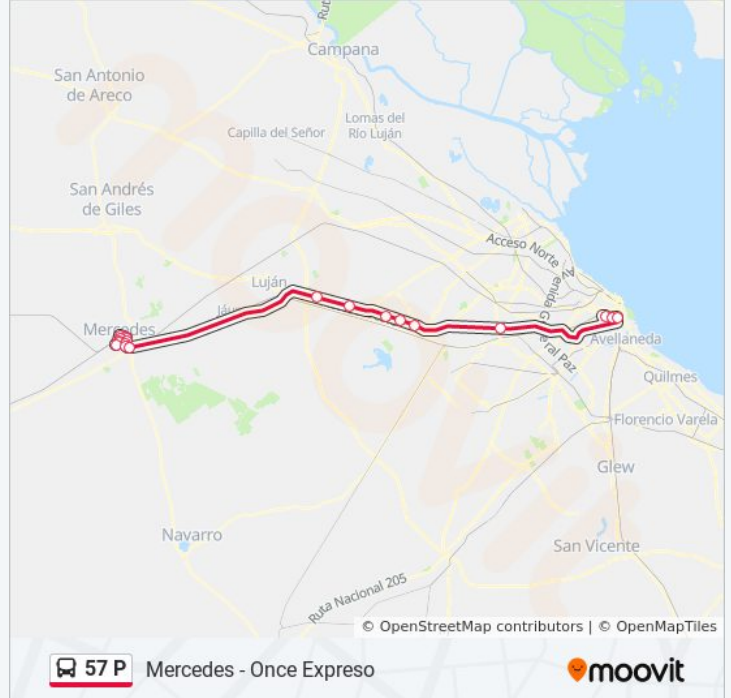 Ruta
Campana
San Antonio
de Areco
Lomas del
Río Luján
Capilla del Señor
San Andrés
de Giles
Acceso Norte
Avenida General Paz
Luján
Mercedes
Avellaneda
Quilmes
Florencio Varela
Glew
Navarro
San Vicente
Ruta Nacional 205
© OpenStreetMap contributors | © OpenMapTiles
57 P
Mercedes - Once Expreso
moovit